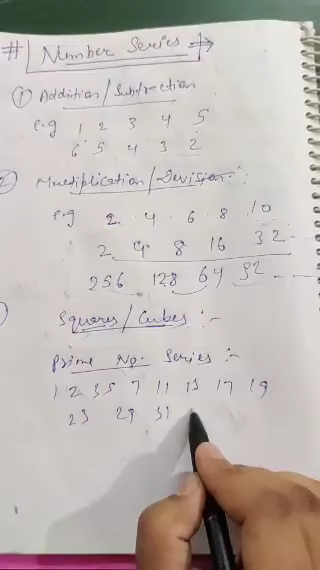 # Number Series
① Addition/Subtraction
e.g 1 2 3 4 5
6 5 4 3 2
2) Multiplication/Devision :-
e.g 2 4 6 8 10
2 4 8 16 32
256 128 64 32
Squares/Cubes :-
Prime No. Series :-
1 2 3 5 7 11 13 17 19
23 29 31